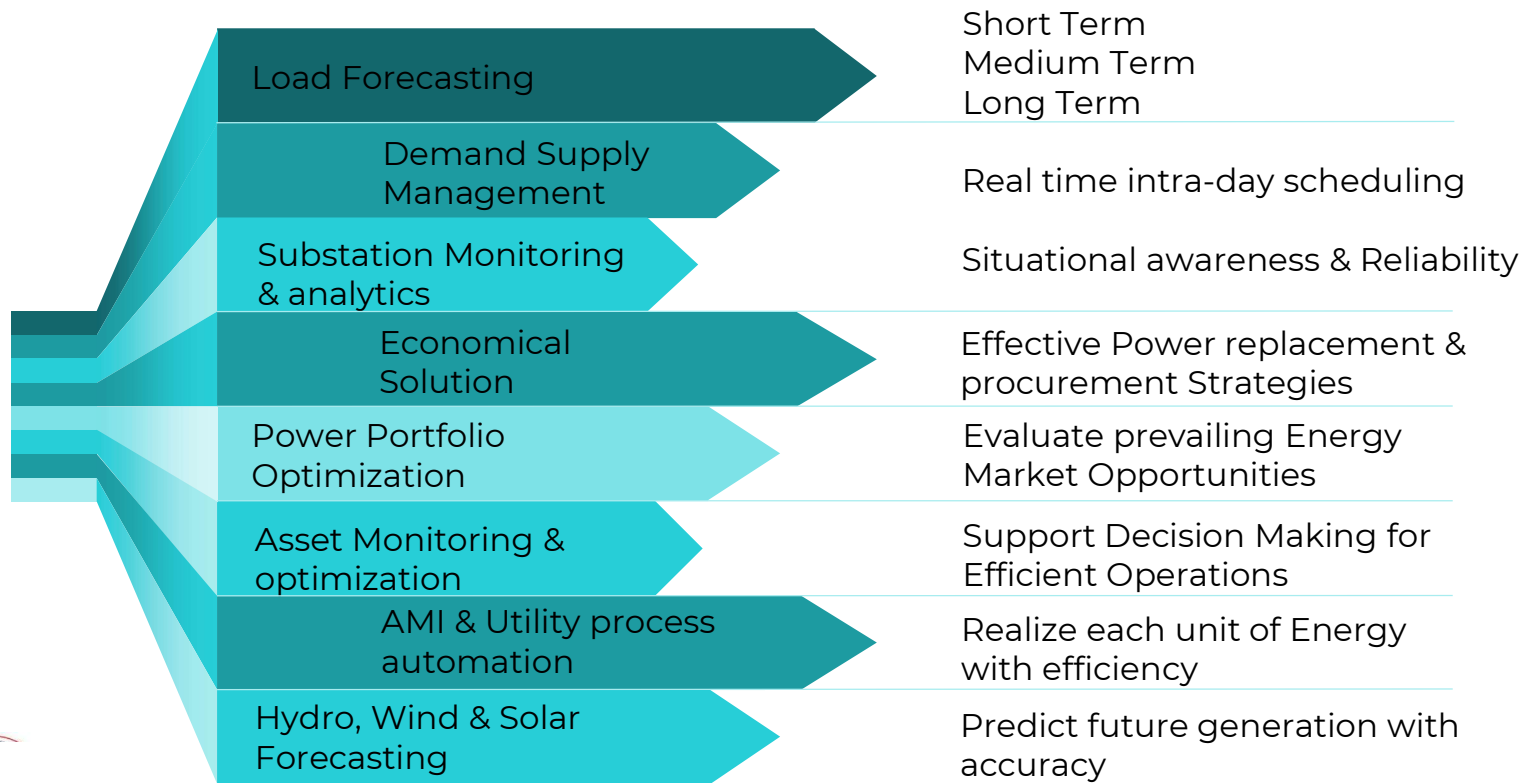 Load Forecasting
Short Term
Medium Term
Long Term
Demand Supply
Management
Real time intra-day scheduling
Substation Monitoring
& analytics
Situational awareness & Reliability
Economical
Solution
Effective Power replacement &
procurement Strategies
Power Portfolio
Optimization
Evaluate prevailing Energy
Market Opportunities
Asset Monitoring &
optimization
Support Decision Making for
Efficient Operations
AMI & Utility process
automation
Realize each unit of Energy
with efficiency
Hydro, Wind & Solar
Forecasting
Predict future generation with
accuracy